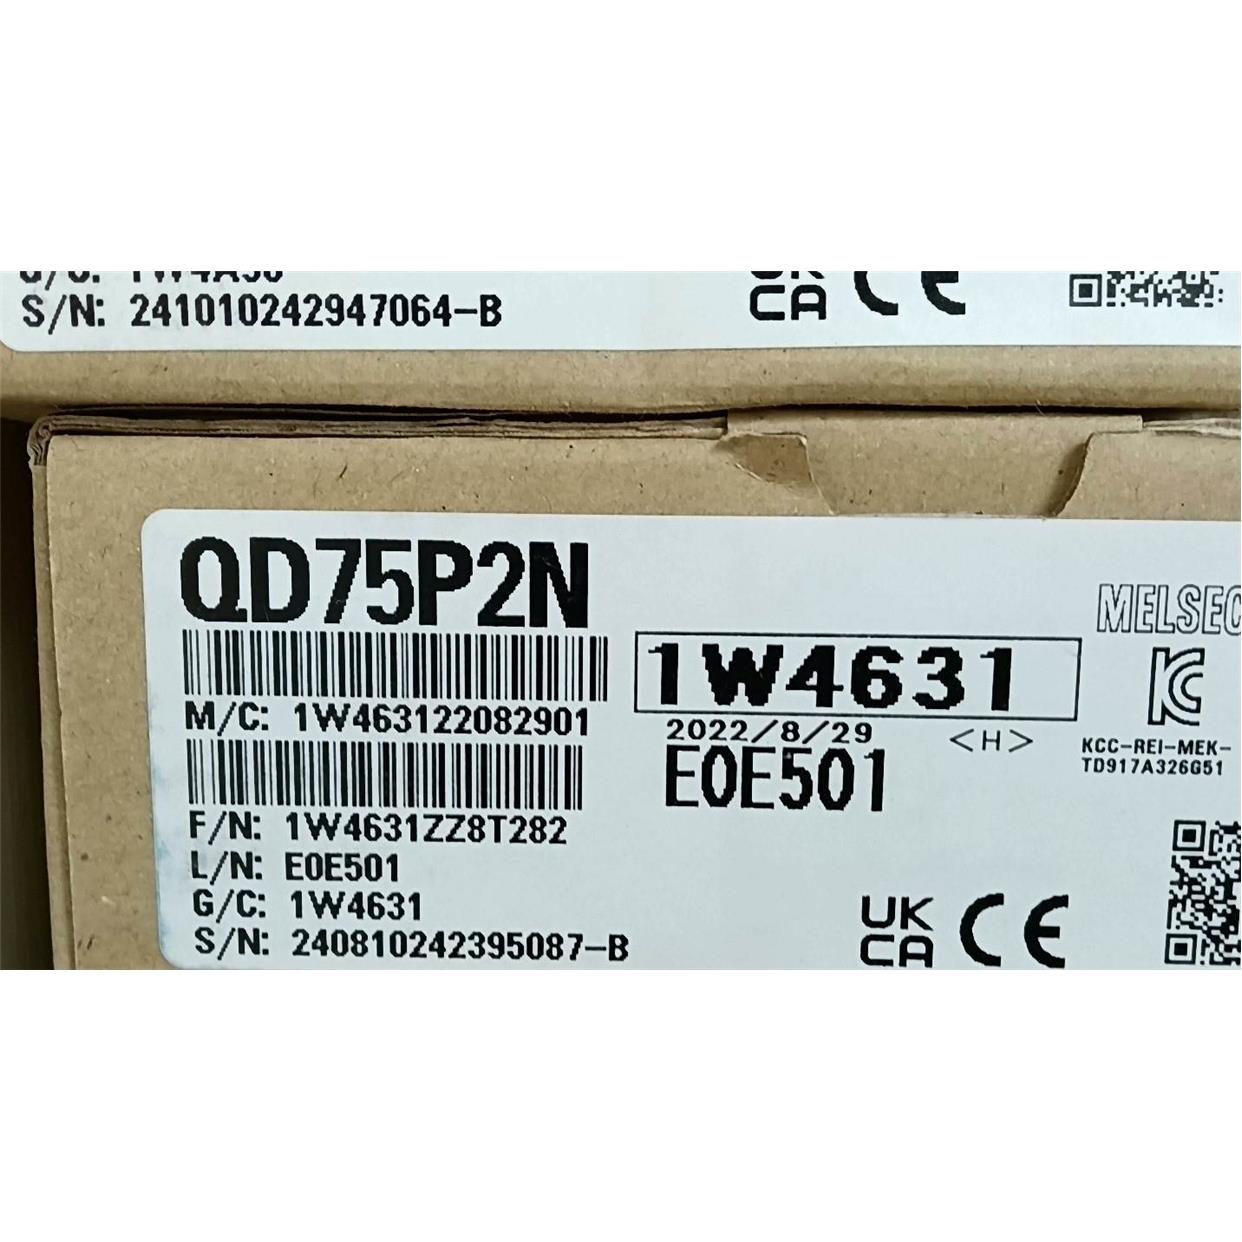 S/N: 241010242947064-B
UK
CA CE
QD75P2N
MELSEC
1W4631
M/C: 1W463122082901
2022/8/29 <H>
E0E501
KCC-REI-MEK-
TD917A326G51
F/N: 1W4631ZZ8T282
L/N: E0E501
G/C: 1W4631
S/N: 240810242395087-B
UK
CA CE